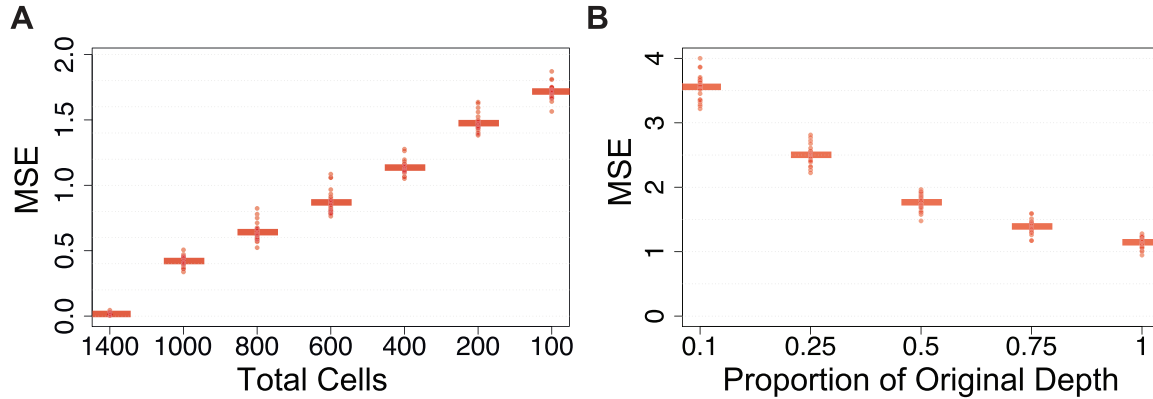 A
B
MSE
2.0
1.5
1.0
0.5
0.0
1400 1000 800 600 400 200 100
Total Cells
MSE
4
3
2
1
0
0.1 0.25 0.5 0.75 1
Proportion of Original Depth